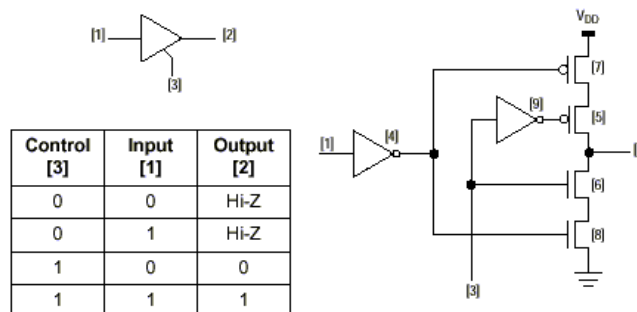 [1]
[2]
[3]
Control [3] Input [1] Output [2]
0 0 Hi-Z
0 1 Hi-Z
1 0 0
1 1 1
VDD
[7]
[9]
[5]
[1]
[4]
[
[6]
[8]
[3]